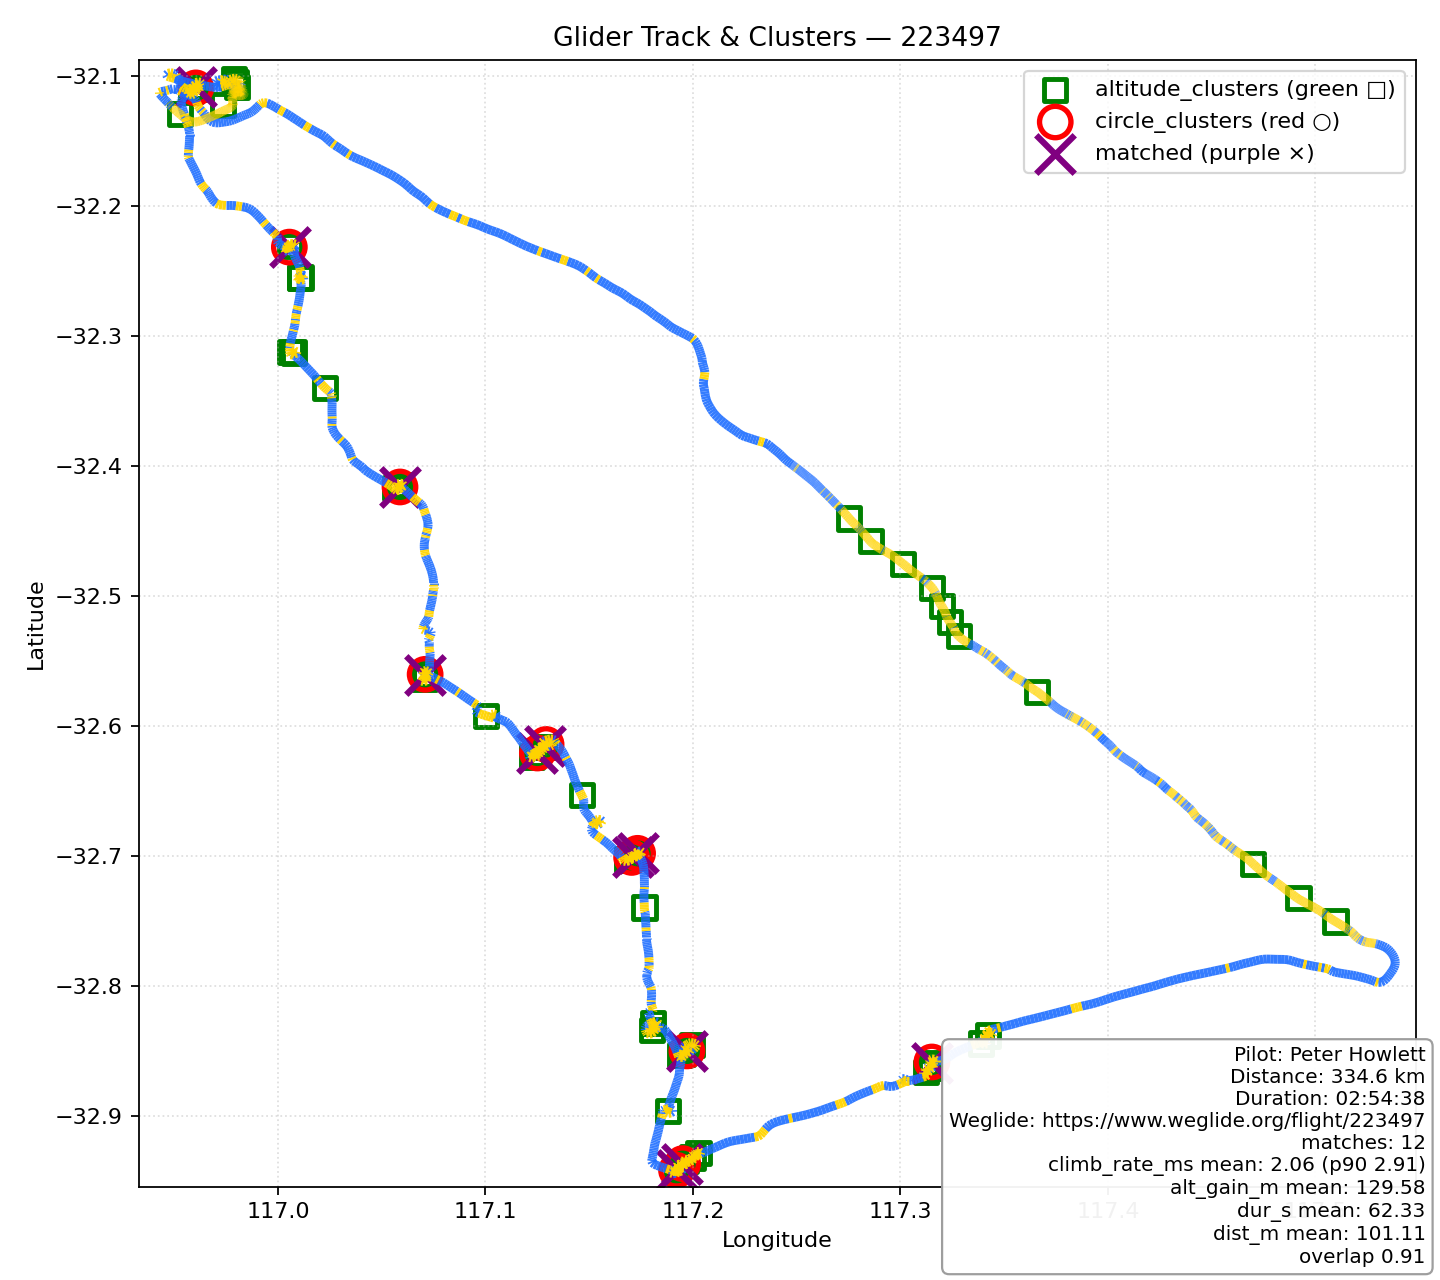 Glider Track & Clusters — 223497
altitude_clusters (green □)
circle_clusters (red ○)
matched (purple ×)
−32.1
−32.2
−32.3
−32.4
−32.5
−32.6
−32.7
−32.8
−32.9
Latitude
117.0
117.1
117.2
117.3
117.4
Longitude
Pilot: Peter Howlett
Distance: 334.6 km
Duration: 02:54:38
Weglide: https://www.weglide.org/flight/223497
matches: 12
climb_rate_ms mean: 2.06 (p90 2.91)
alt_gain_m mean: 129.58
dur_s mean: 62.33
dist_m mean: 101.11
overlap 0.91